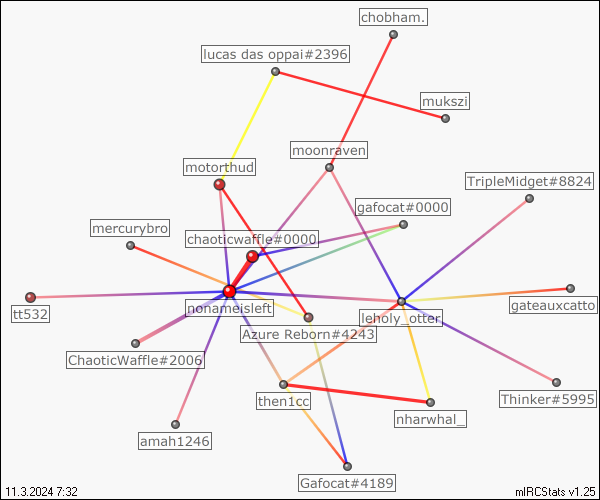 chobham.
lucas das oppai#2396
mukszi
moonraven
motorthud
TripleMidget#8824
gafocat#0000
mercurybro
chaoticwaffle#0000
tt532
nonameisleft
gateauxcatto
leholy_otter
Azure Reborn#4243
ChaoticWaffle#2006
then1cc
Thinker#5995
nharwhal_
amah1246
Gafocat#4189
11.3.2024 7:32
mIRCStats v1.25